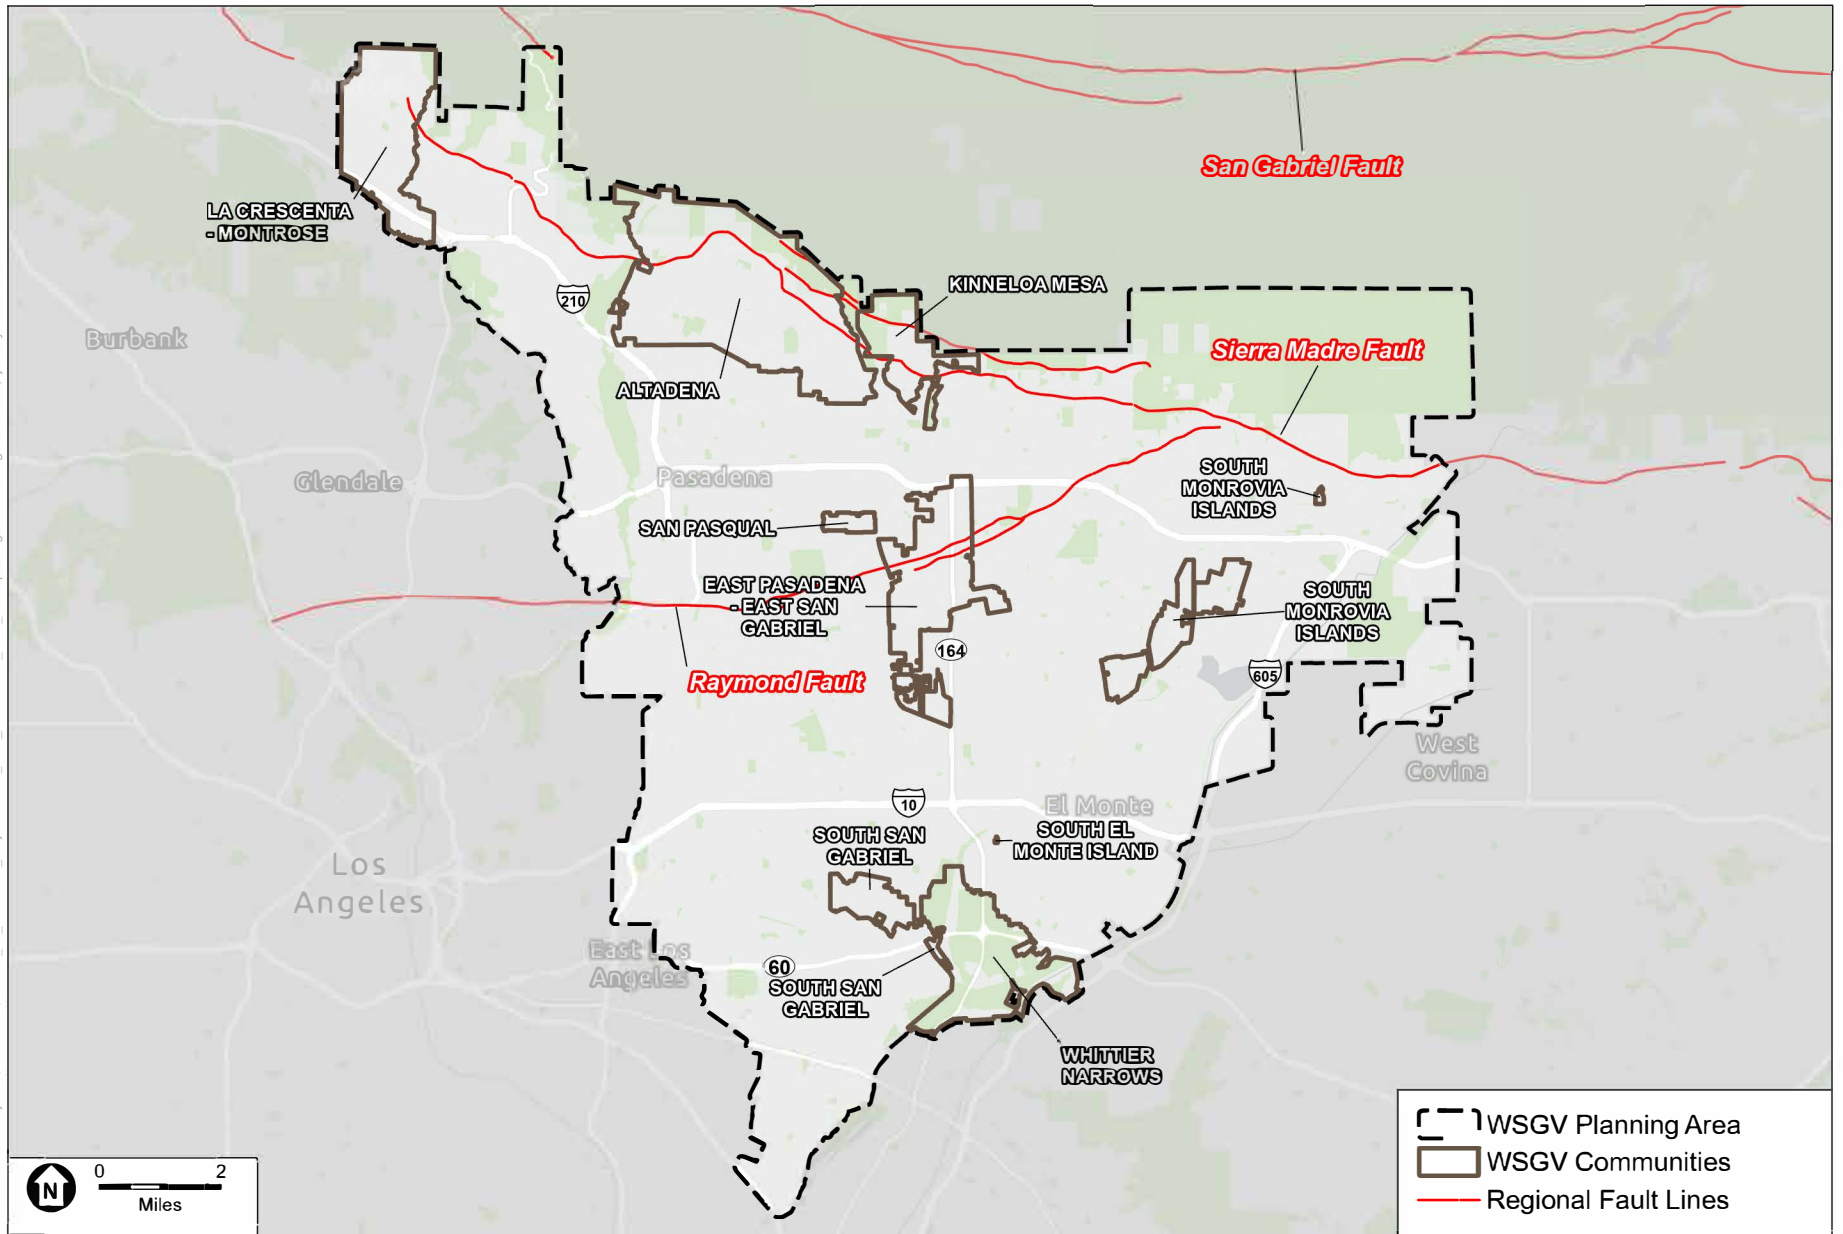 San Gabriel Fault
LA CRESCENTA
- MONTROSE
210
KINNELOA MESA
Burbank
Sierra Madre Fault
ALTADENA
Glendale
Pasadena
SOUTH
MONROVIA
ISLANDS
SAN PASQUAL
EAST PASADENA
- EAST SAN
GABRIEL
SOUTH
MONROVIA
ISLANDS
164
605
Raymond Fault
West
Covina
10
El Monte
SOUTH SAN
GABRIEL
SOUTH EL
MONTE ISLAND
Los
Angeles
East Los
Angeles
60
SOUTH SAN
GABRIEL
WHITTIER
NARROWS
WSGV Planning Area
WSGV Communities
Regional Fault Lines
N
0 2
Miles